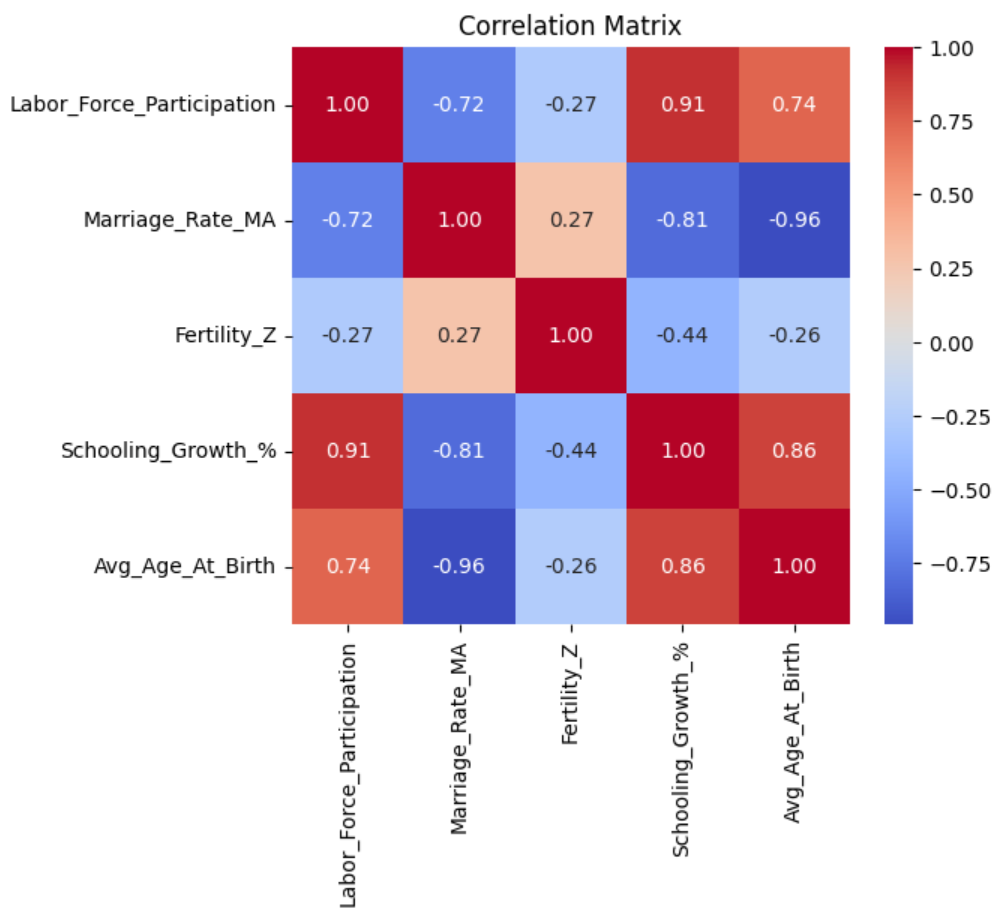 Correlation Matrix
Labor_Force_Participation 1.00 -0.72 -0.27 0.91 0.74
Marriage_Rate_MA -0.72 1.00 0.27 -0.81 -0.96
Fertility_Z -0.27 0.27 1.00 -0.44 -0.26
Schooling_Growth_% 0.91 -0.81 -0.44 1.00 0.86
Avg_Age_At_Birth 0.74 -0.96 -0.26 0.86 1.00
Labor_Force_Participation
Marriage_Rate_MA
Fertility_Z
Schooling_Growth_%
Avg_Age_At_Birth
1.00
0.75
0.50
0.25
0.00
−0.25
−0.50
−0.75